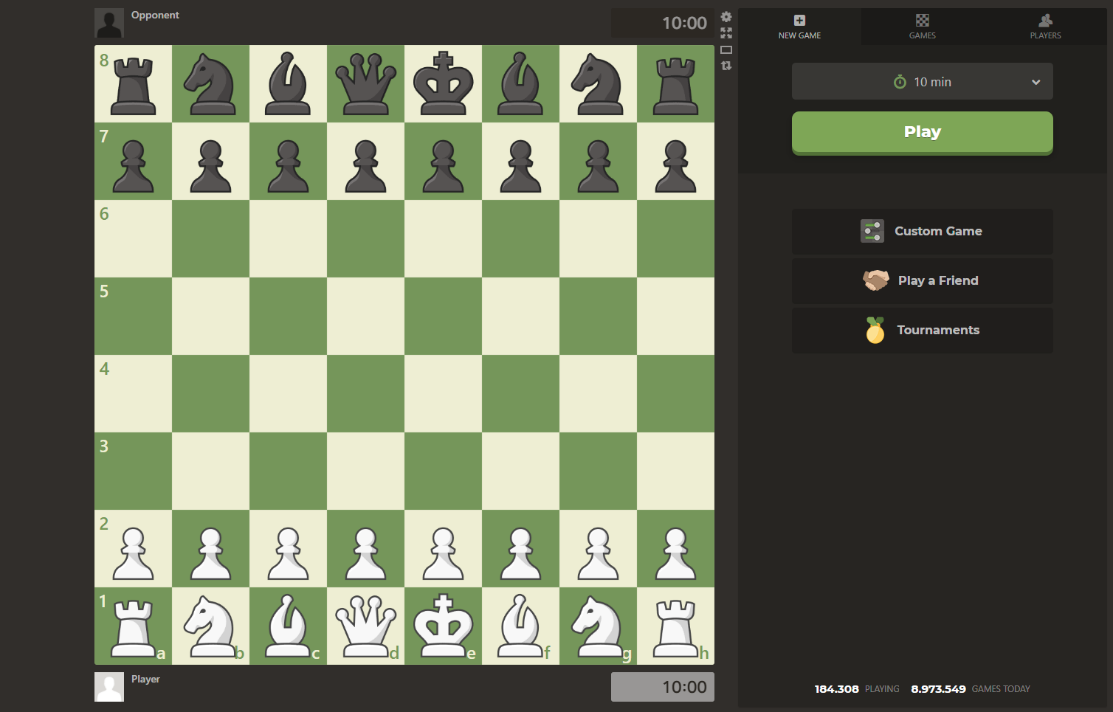 Opponent
10:00
NEW GAME
GAMES
PLAYERS
10 min
Play
Custom Game
Play a Friend
Tournaments
8
7
6
5
4
3
2
1
a b c d e f g h
Player
10:00
184.308 PLAYING 8.973.549 GAMES TODAY